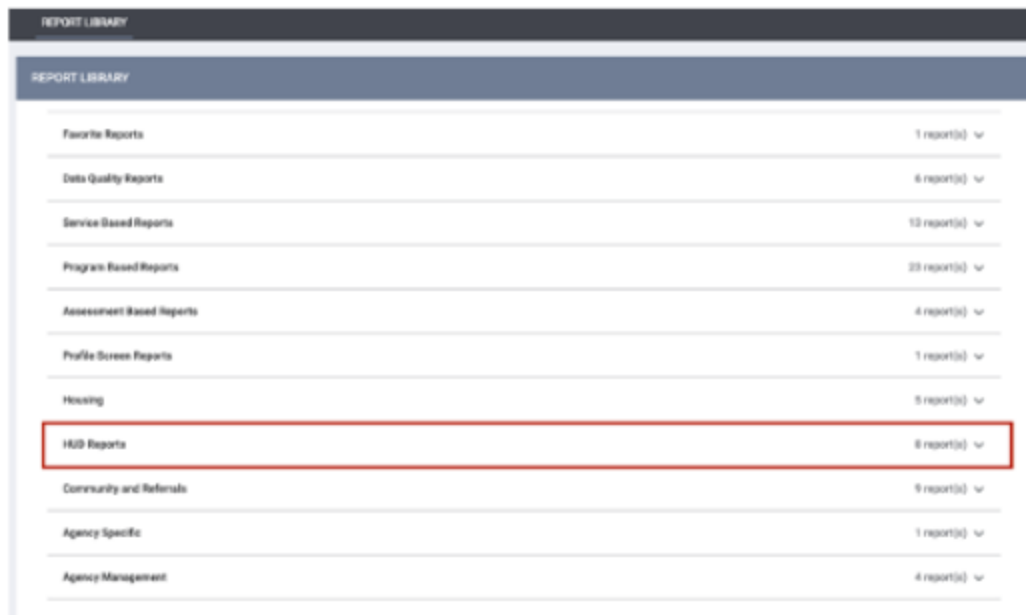 REPORT LIBRARY
REPORT LIBRARY
Favorite Reports 1 report(s)
Data Quality Reports 6 report(s)
Service Based Reports 13 report(s)
Program Based Reports 23 report(s)
Assessment Based Reports 4 report(s)
Profile Screen Reports 1 report(s)
Housing 5 report(s)
HUD Reports 8 report(s)
Community and Referrals 9 report(s)
Agency Specific 1 report(s)
Agency Management 4 report(s)